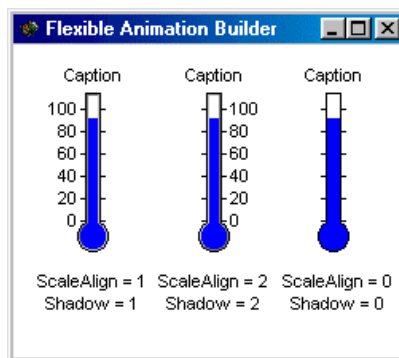 Flexible Animation Builder
Caption Caption Caption
100 100
80 80
60 60
40 40
20 20
0 0
ScaleAlign = 1 ScaleAlign = 2 ScaleAlign = 0
Shadow = 1 Shadow = 2 Shadow = 0